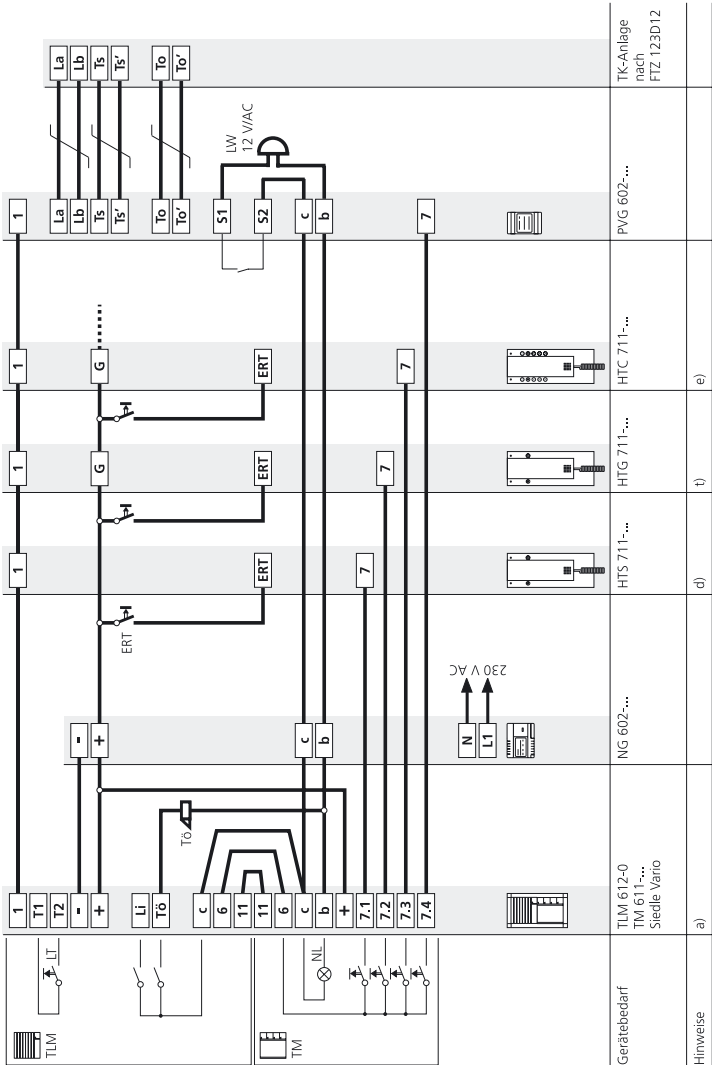 TLM
LT
TM
NL
1
T1
T2
-
+
Li
Tö
c
6
11
11
6
c
b
+
7.1
7.2
7.3
7.4
Tö
-
+
c
b
N
L1
230 V AC
ERT
1
ERT
7
1
G
ERT
7
1
G
ERT
7
1
La
Lb
Ts
Ts'
To
To'
S1
S2
c
b
7
LW
12 V/AC
La
Lb
Ts
Ts'
To
To'
Gerätebedarf
TLM 612-0
TM 611-...
Siedle Vario
NG 602-...
HTS 711-...
HTG 711-...
HTC 711-...
PVG 602-...
TK-Anlage
nach
FTZ 123D12
Hinweise
a)
d)
t)
e)